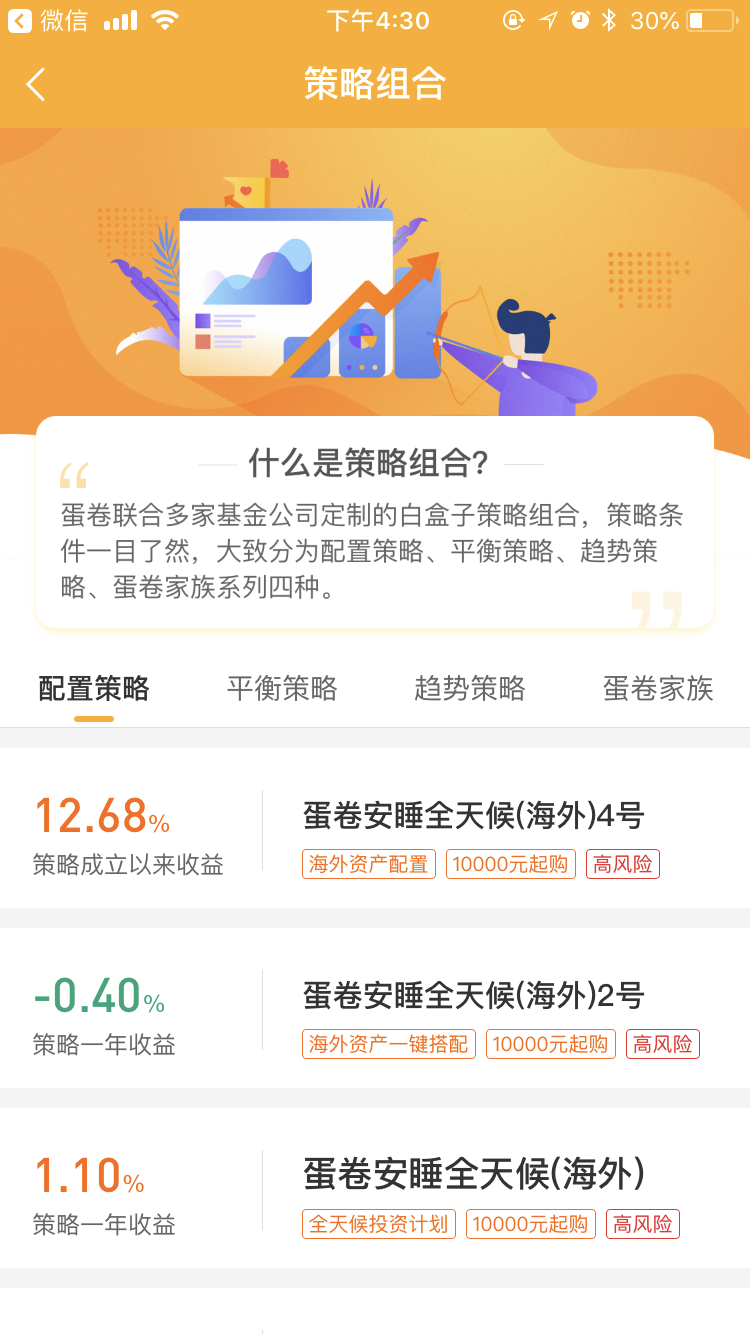 微信 下午4:30 30%
策略组合
什么是策略组合?
蛋卷联合多家基金公司定制的白盒子策略组合，策略条
件一目了然，大致分为配置策略、平衡策略、趋势策
略、蛋卷家族系列四种。
配置策略 平衡策略 趋势策略 蛋卷家族
12.68%
策略成立以来收益
蛋卷安睡全天候(海外)4号
海外资产配置 10000元起购 高风险
-0.40%
策略一年收益
蛋卷安睡全天候(海外)2号
海外资产一键搭配 10000元起购 高风险
1.10%
策略一年收益
蛋卷安睡全天候(海外)
全天候投资计划 10000元起购 高风险